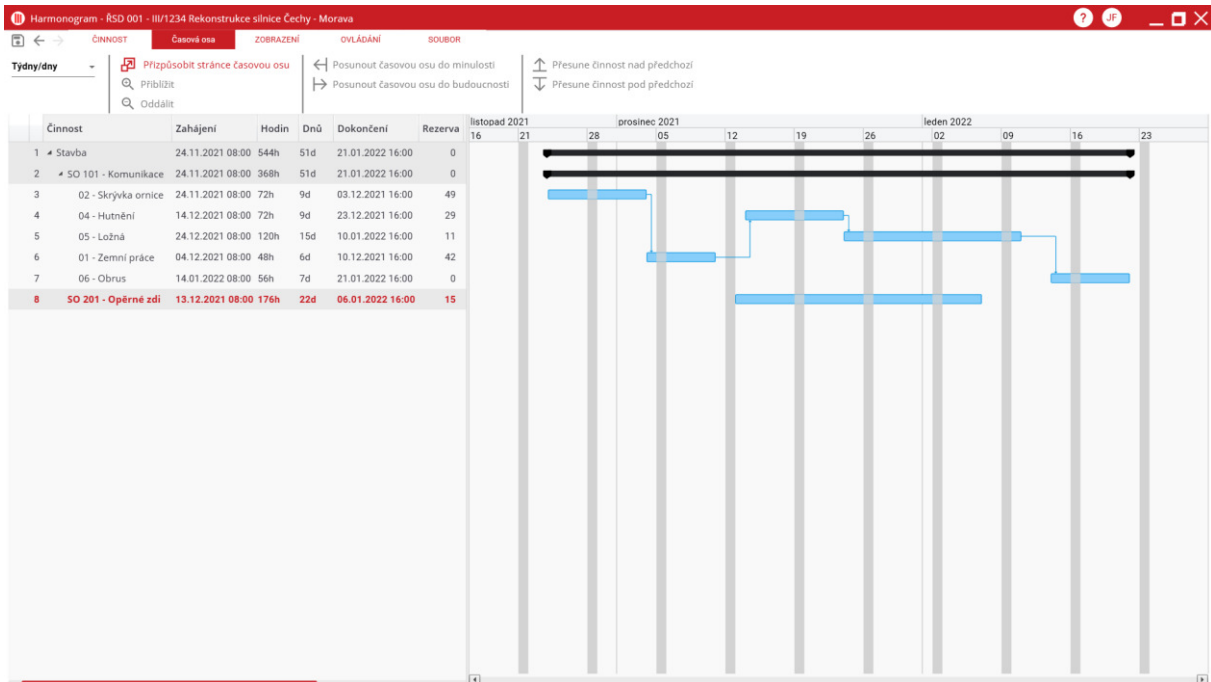 Harmonogram - ŘSD 001 - III/1234 Rekonstrukce silnice Čechy - Morava ? JF
ČINNOST Časová osa ZOBRAZENÍ OVLÁDÁNÍ SOUBOR
Týdny/dny Přizpůsobit stránce časovou osu Posunout časovou osu do minulosti Přesune činnost nad předchozí
Přiblížit Posunout časovou osu do budoucnosti Přesune činnost pod předchozí
Oddálit
listopad 2021 prosinec 2021 leden 2022
Činnost Zahájení Hodin Dnů Dokončení Rezerva 16 21 28 05 12 19 26 02 09 16 23
1 Stavba 24.11.2021 08:00 544h 51d 21.01.2022 16:00 0
2 SO 101 - Komunikace 24.11.2021 08:00 368h 51d 21.01.2022 16:00 0
3 02 - Skrývka ornice 24.11.2021 08:00 72h 9d 03.12.2021 16:00 49
4 04 - Hutnění 14.12.2021 08:00 72h 9d 23.12.2021 16:00 29
5 05 - Ložná 24.12.2021 08:00 120h 15d 10.01.2022 16:00 11
6 01 - Zemní práce 04.12.2021 08:00 48h 6d 10.12.2021 16:00 42
7 06 - Obrus 14.01.2022 08:00 56h 7d 21.01.2022 16:00 0
8 SO 201 - Opěrné zdi 13.12.2021 08:00 176h 22d 06.01.2022 16:00 15